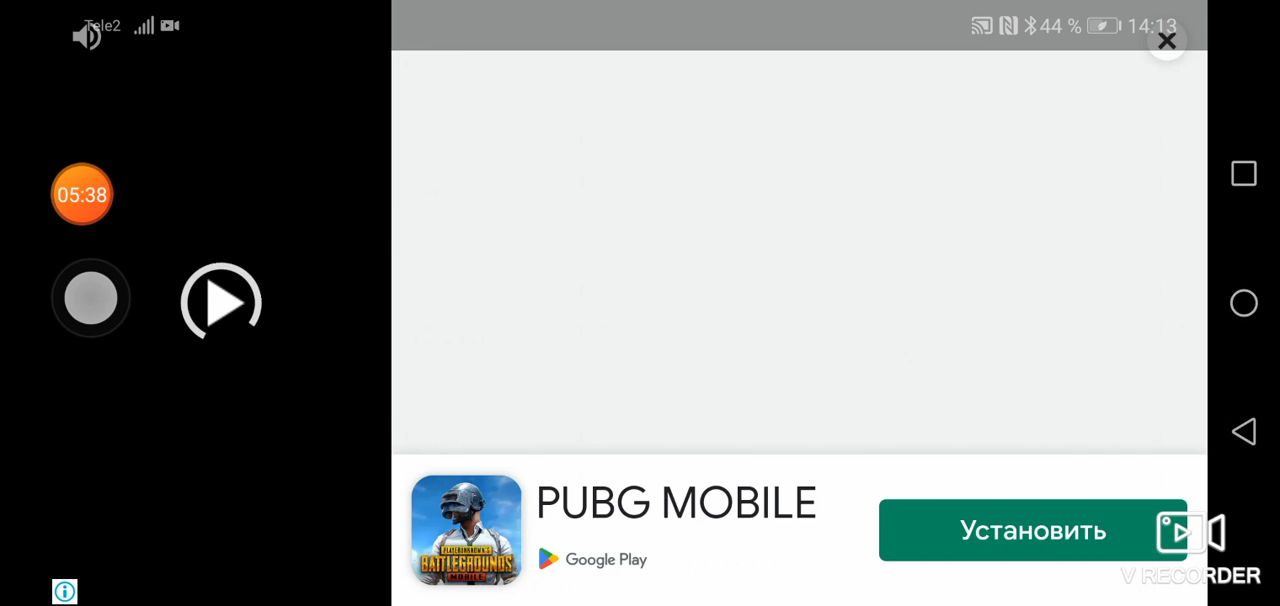 Tele2
44 % 14:13
05:38
PUBG MOBILE
PLAYERUNKNOWN'S
BATTLEGROUNDS
MOBILE
Google Play
Установить
V RECORDER